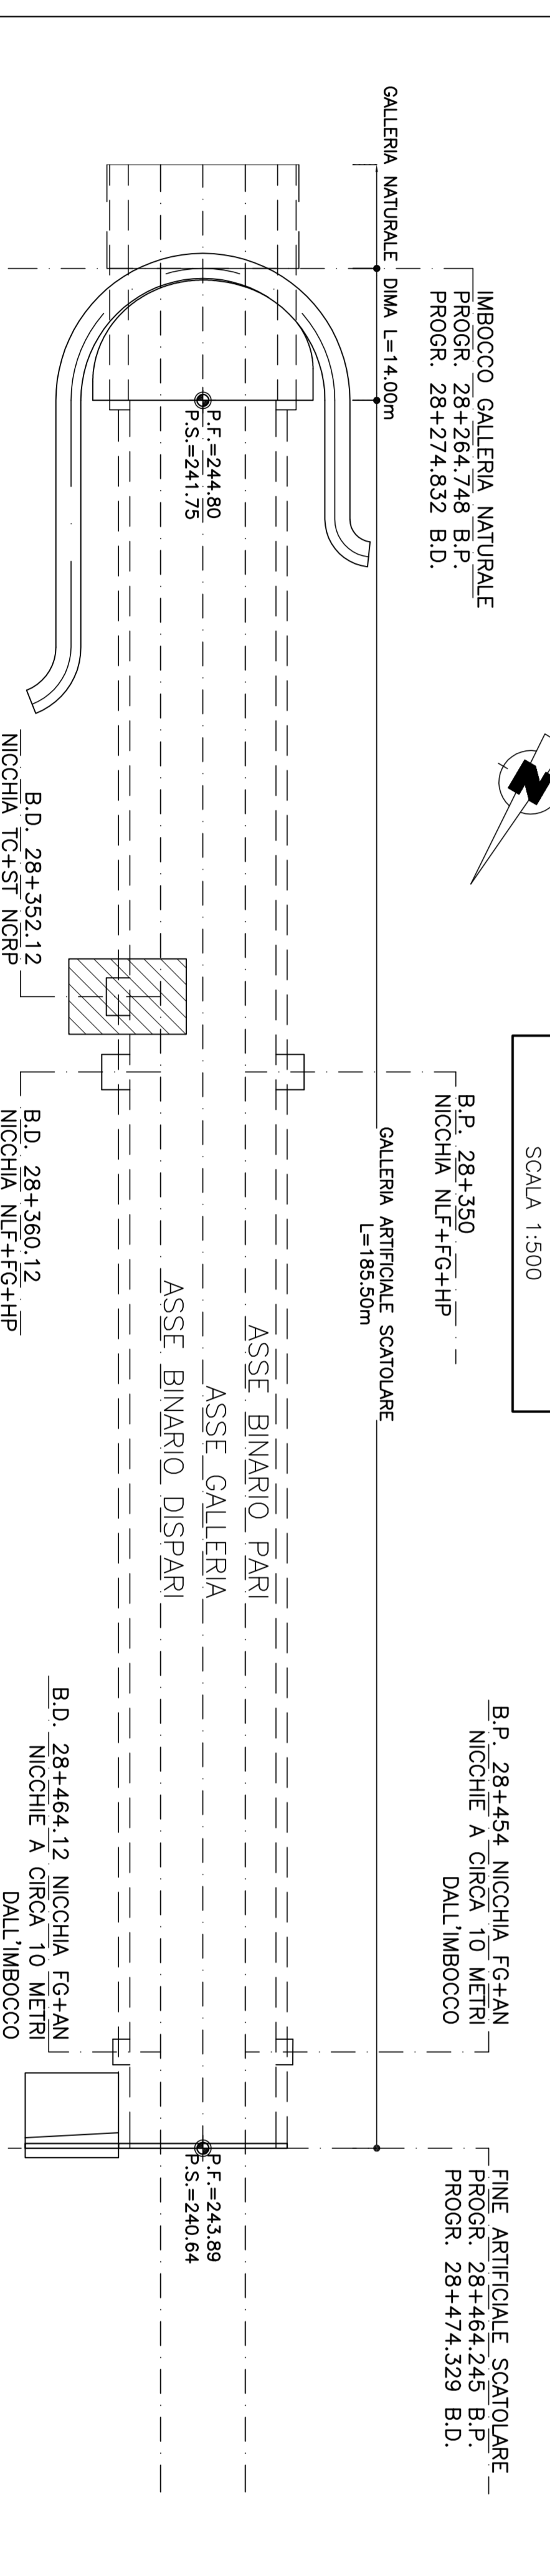 GALLERIA NATURALE
DIMA L=14.00m
IMBOCCO GALLERIA NATURALE
PROGR. 28+264.748 B.P.
PROGR. 28+274.832 B.D.
P.F.=244.80
P.S.=241.75
N
SCALA 1:500
B.D. 28+352.12
NICCHIA TC+ST NCRP
B.P. 28+350
NICCHIA NLF+FG+HP
B.D. 28+360.12
NICCHIA NLF+FG+HP
GALLERIA ARTIFICIALE SCATOLARE
L=185.50m
ASSE BINARIO PARI
ASSE GALLERIA
ASSE BINARIO DISPARI
B.P. 28+454 NICCHIA FG+AN
NICCHIE A CIRCA 10 METRI
DALL'IMBOCCO
B.D. 28+464.12 NICCHIA FG+AN
NICCHIE A CIRCA 10 METRI
DALL'IMBOCCO
FINE ARTIFICIALE SCATOLARE
PROGR. 28+464.245 B.P.
PROGR. 28+474.329 B.D.
P.F.=243.89
P.S.=240.64